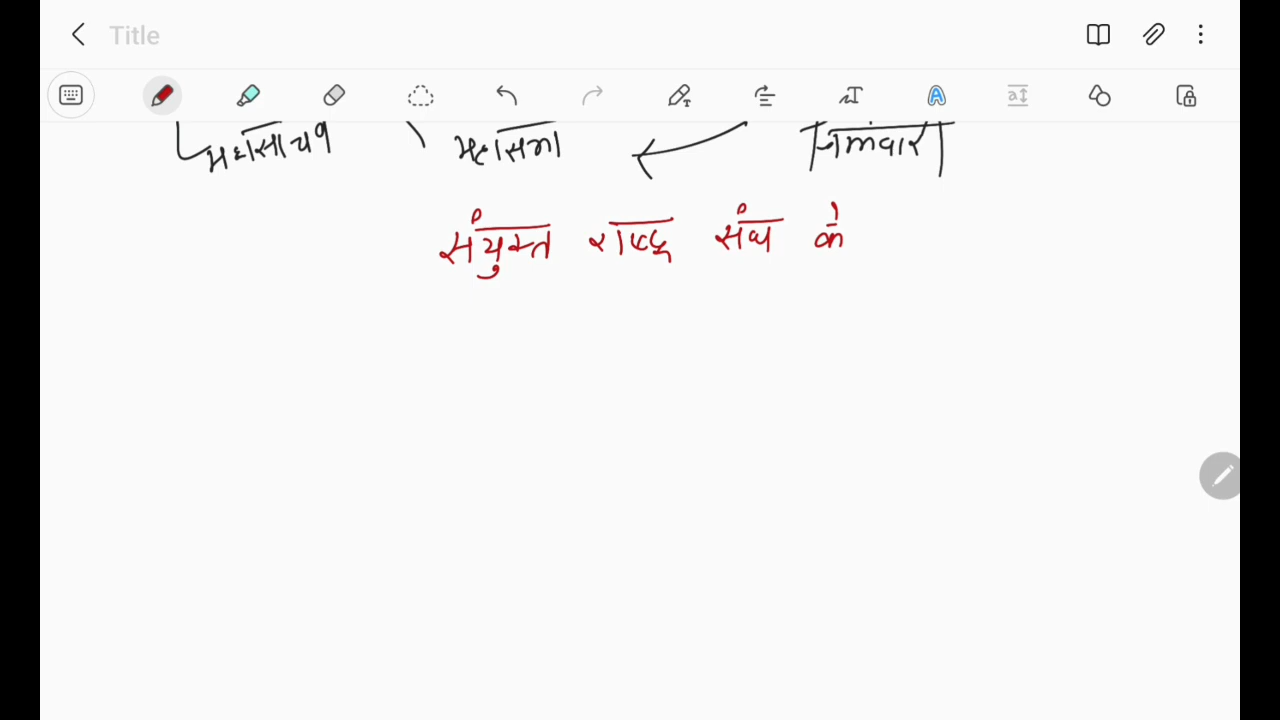 Title
महासचिव महासभा
संयुक्त राष्ट्र संघ के